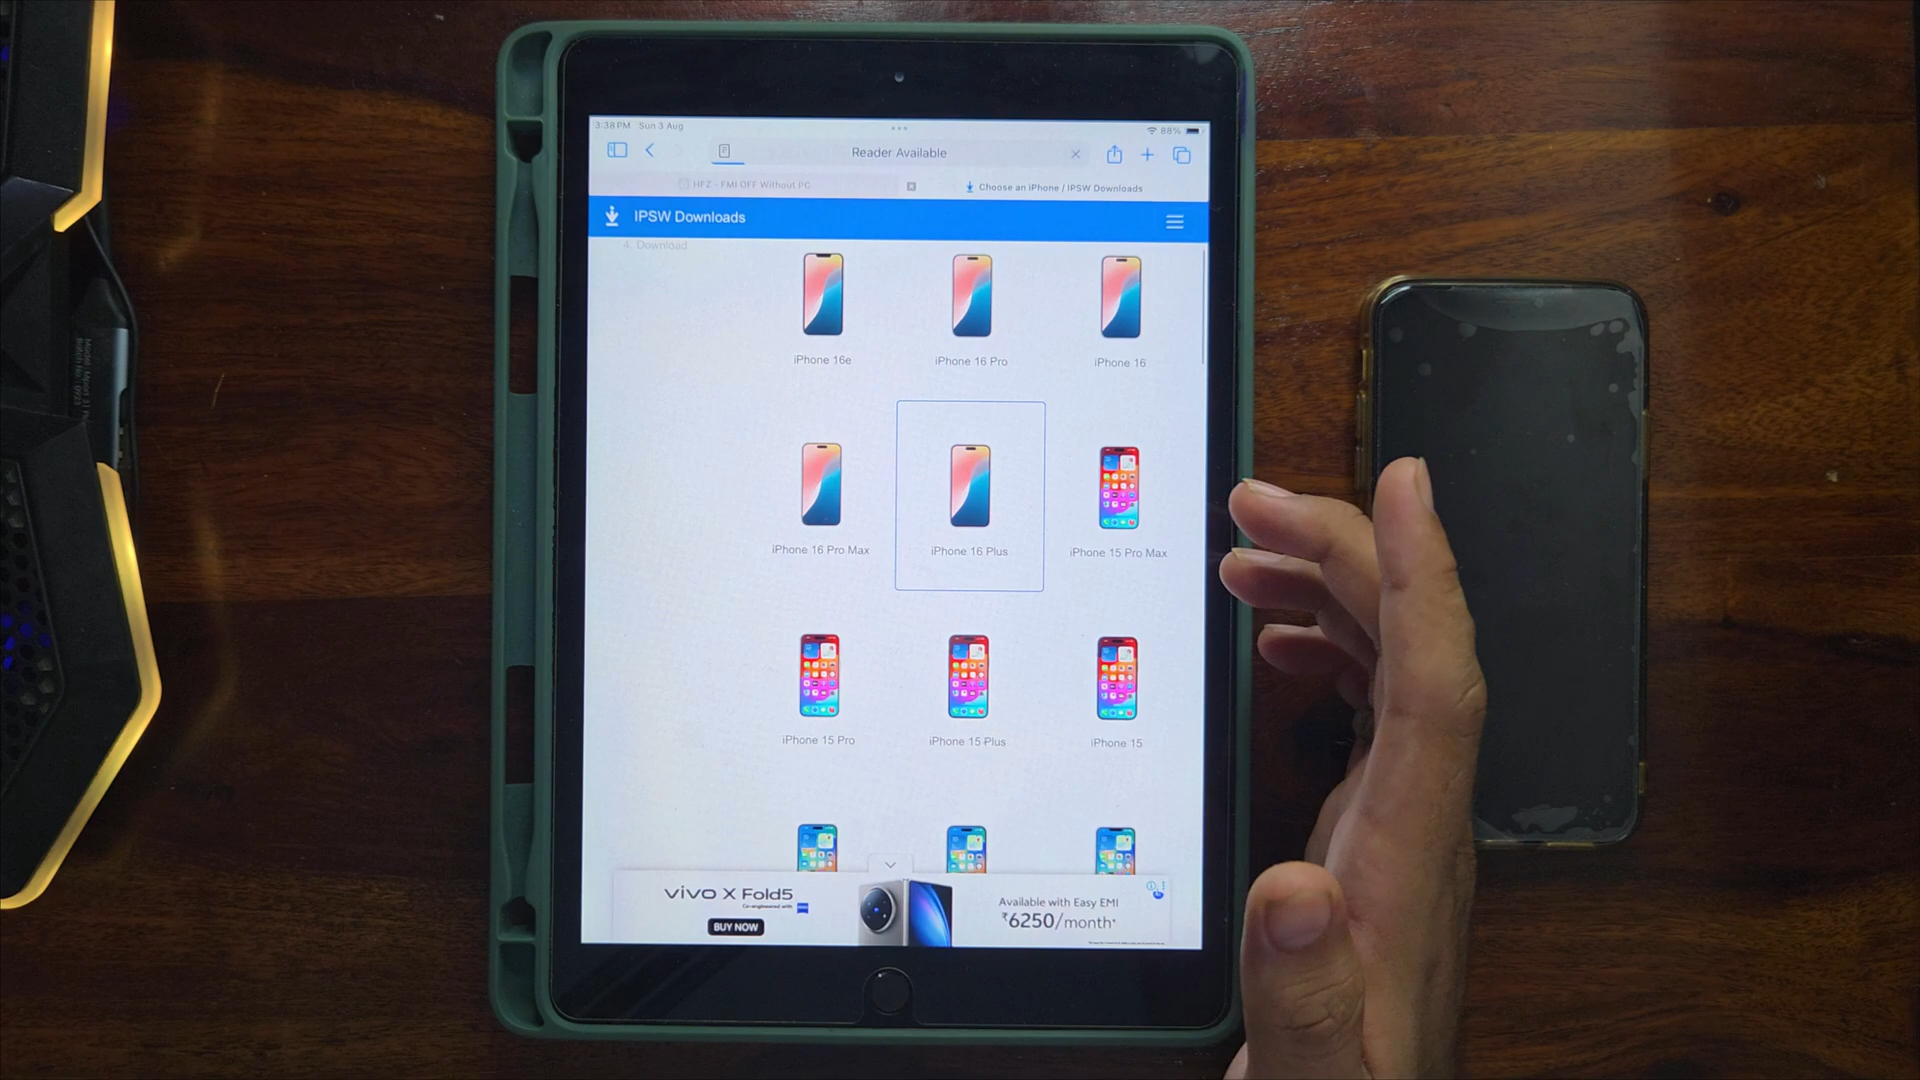 3:38 PM Sun 3 Aug
88%
Reader Available
HFZ - FMI OFF Without PC
Choose an iPhone / IPSW Downloads
IPSW Downloads
4. Download
iPhone 16e
iPhone 16 Pro
iPhone 16
iPhone 16 Pro Max
iPhone 16 Plus
iPhone 15 Pro Max
iPhone 15 Pro
iPhone 15 Plus
iPhone 15
vivo X Fold5
Co-engineered with
BUY NOW
Available with Easy EMI
₹6250/month*